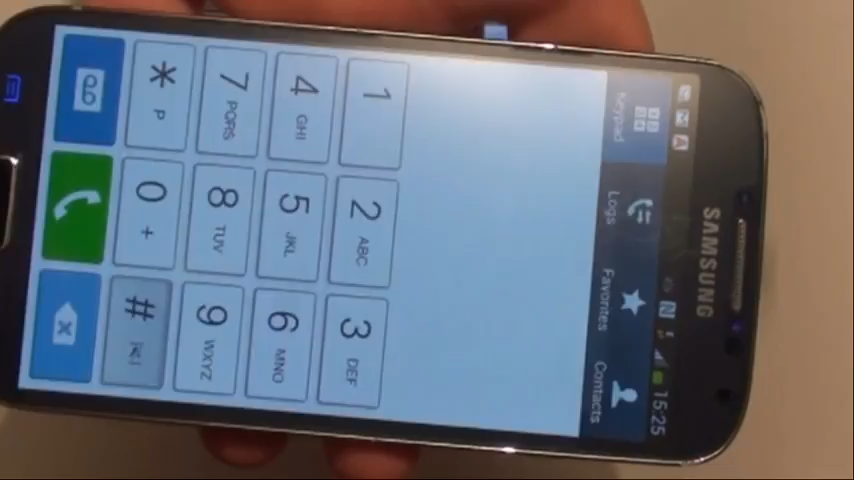 SAMSUNG
15:25
Keypad
Logs
Favorites
Contacts
1
2 ABC
3 DEF
4 GHI
5 JKL
6 MNO
7 PQRS
8 TUV
9 WXYZ
* P
0 +
#